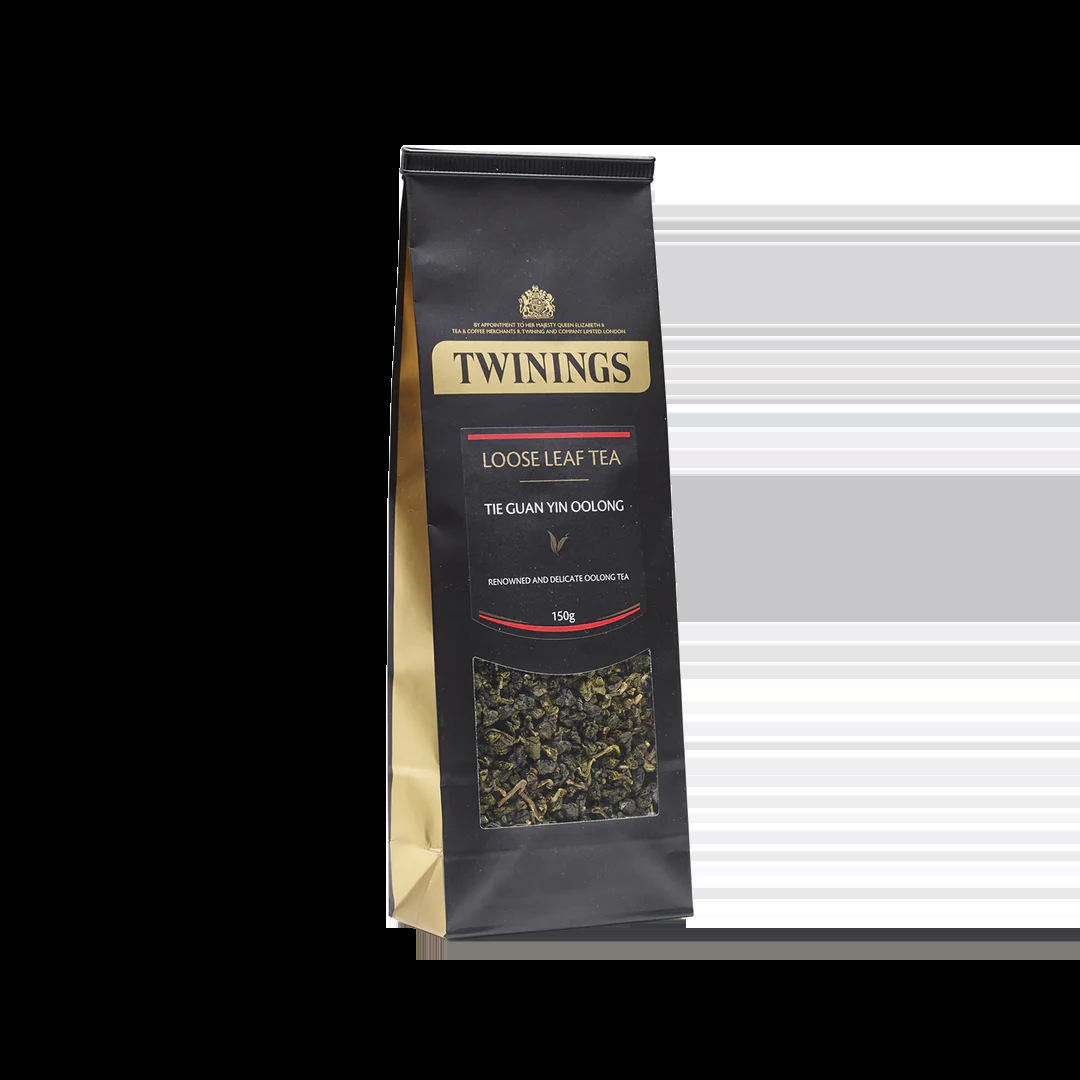 BY APPOINTMENT TO HER MAJESTY QUEEN ELIZABETH II
TEA & COFFEE MERCHANTS R. TWINING AND COMPANY LIMITED, LONDON
TWININGS
LOOSE LEAF TEA
TIE GUAN YIN OOLONG
RENOWNED AND DELICATE OOLONG TEA
150g